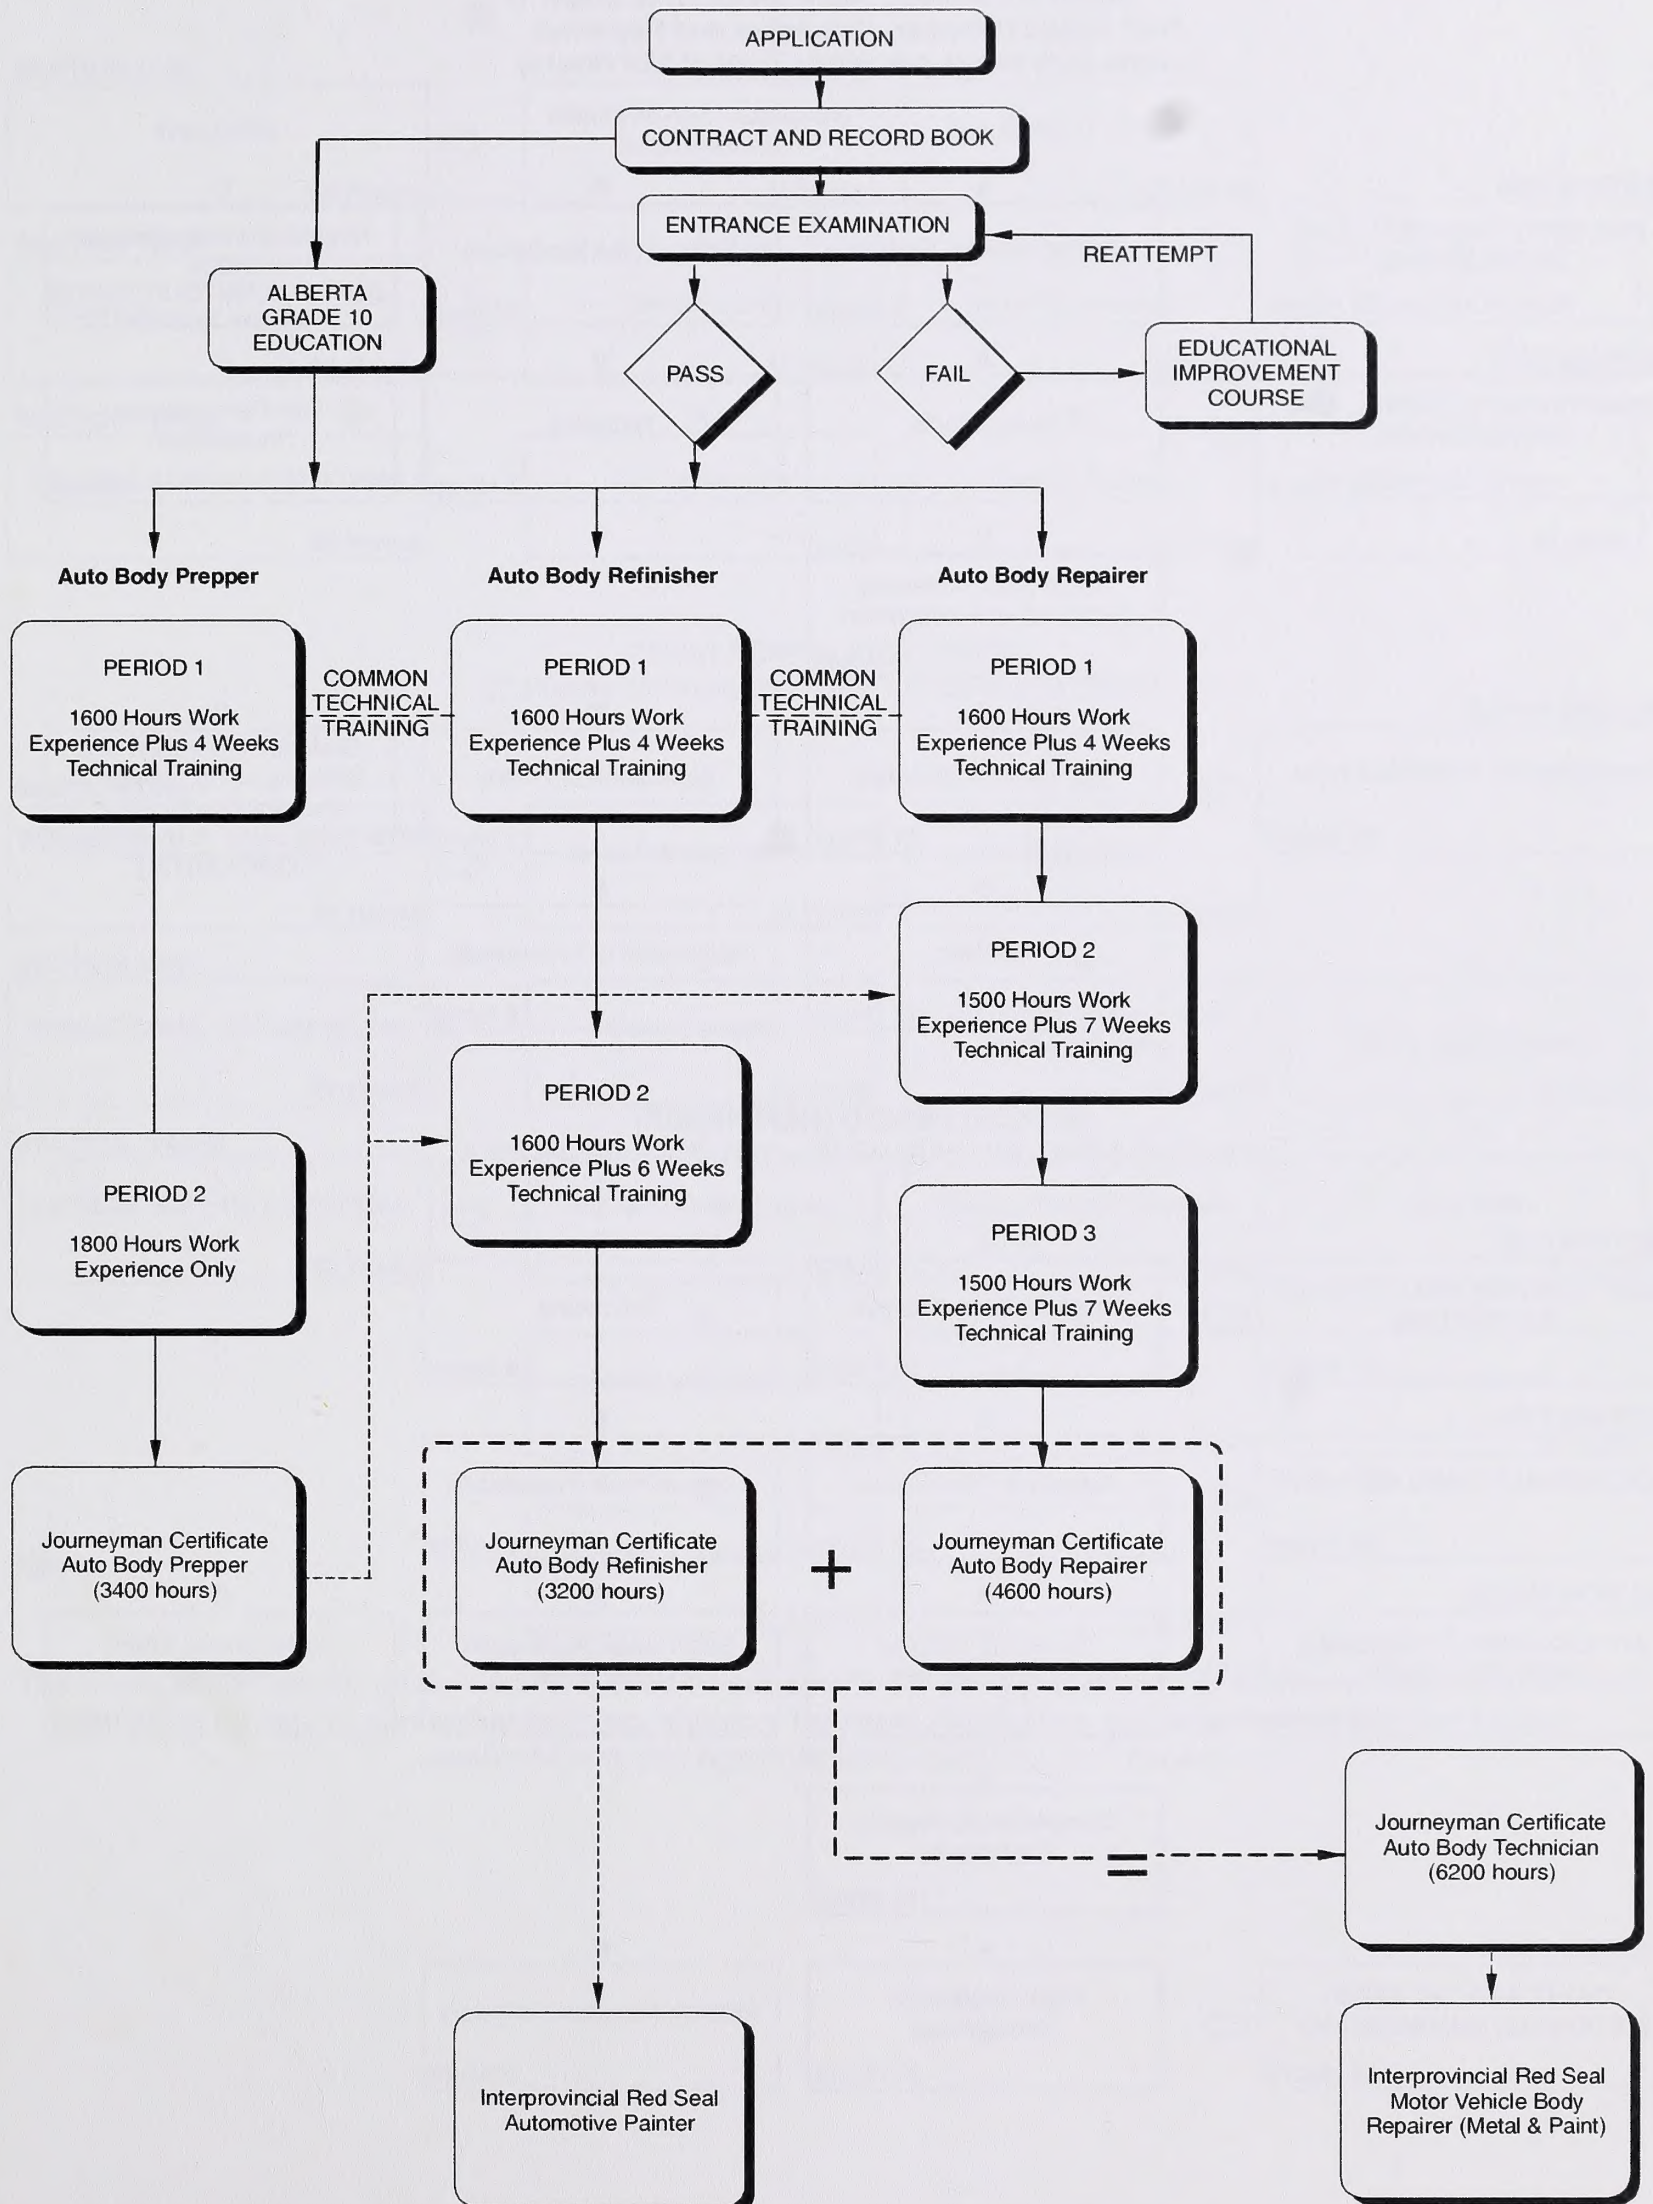 APPLICATION
CONTRACT AND RECORD BOOK
ENTRANCE EXAMINATION
REATTEMPT
ALBERTA
GRADE 10
EDUCATION
PASS
FAIL
EDUCATIONAL
IMPROVEMENT
COURSE
Auto Body Prepper
Auto Body Refinisher
Auto Body Repairer
PERIOD 1
1600 Hours Work
Experience Plus 4 Weeks
Technical Training
COMMON
TECHNICAL
TRAINING
PERIOD 1
1600 Hours Work
Experience Plus 4 Weeks
Technical Training
COMMON
TECHNICAL
TRAINING
PERIOD 1
1600 Hours Work
Experience Plus 4 Weeks
Technical Training
PERIOD 2
1500 Hours Work
Experience Plus 7 Weeks
Technical Training
PERIOD 2
1600 Hours Work
Experience Plus 6 Weeks
Technical Training
PERIOD 2
1800 Hours Work
Experience Only
PERIOD 3
1500 Hours Work
Experience Plus 7 Weeks
Technical Training
Journeyman Certificate
Auto Body Prepper
(3400 hours)
Journeyman Certificate
Auto Body Refinisher
(3200 hours)
+
Journeyman Certificate
Auto Body Repairer
(4600 hours)
=
Journeyman Certificate
Auto Body Technician
(6200 hours)
Interprovincial Red Seal
Automotive Painter
Interprovincial Red Seal
Motor Vehicle Body
Repairer (Metal & Paint)